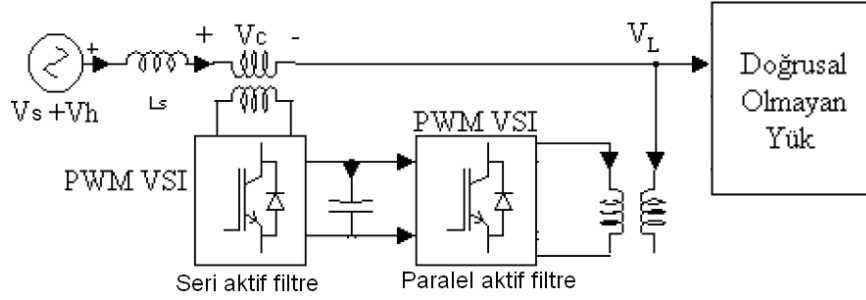 +
Vs +Vh
Ls
+ Vc -
VL
Doğrusal
Olmayan
Yük
PWM VSI
PWM VSI
Seri aktif filtre
Paralel aktif filtre